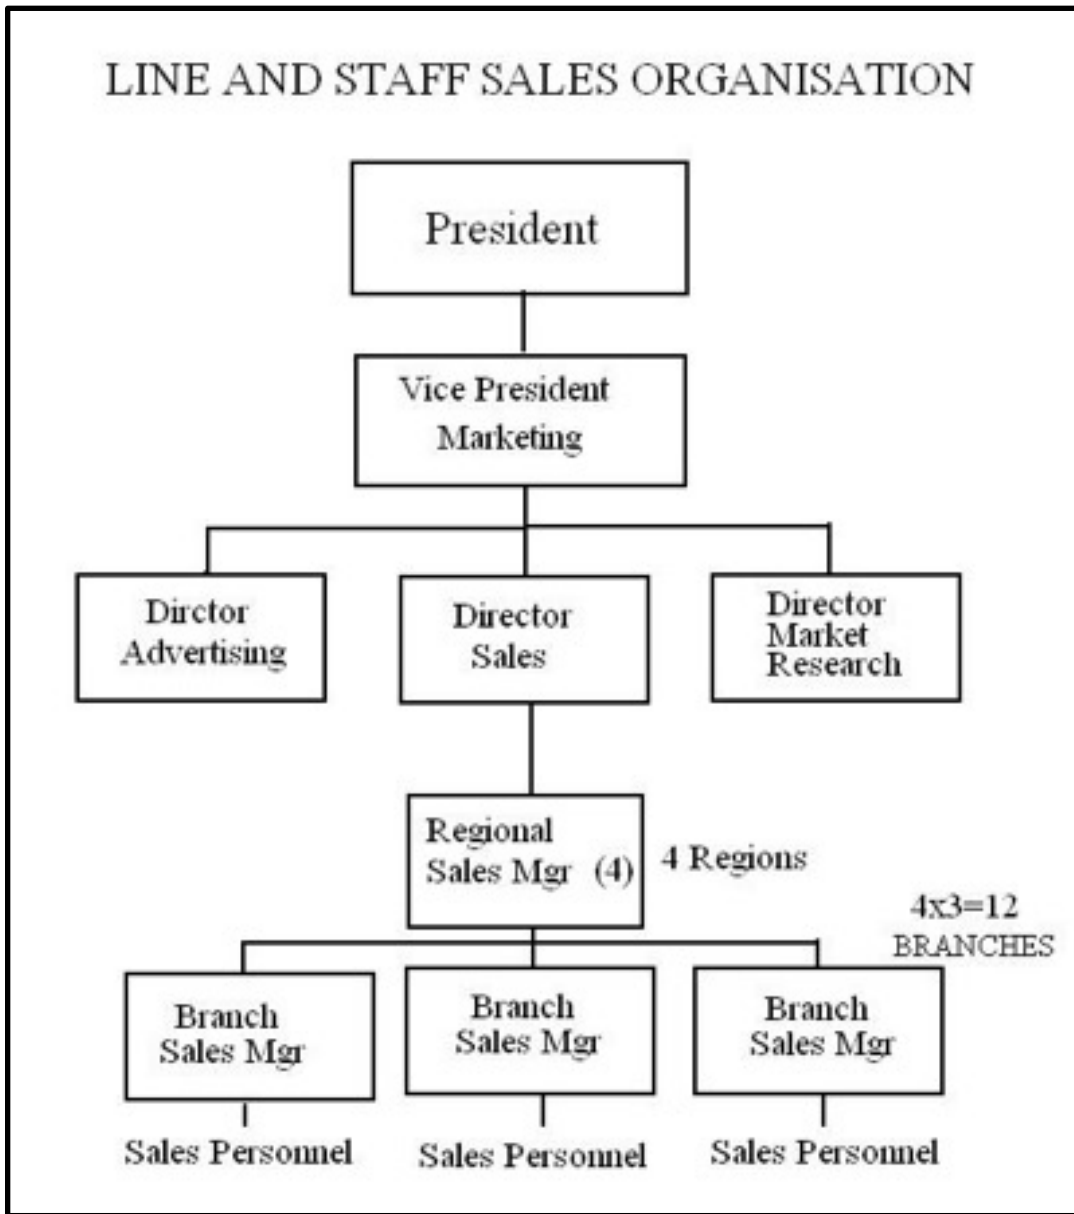 LINE AND STAFF SALES ORGANISATION
President
Vice President
Marketing
Dirctor
Advertising
Director
Sales
Director
Market
Research
Regional
Sales Mgr (4)
4 Regions
4x3=12
BRANCHES
Branch
Sales Mgr
Branch
Sales Mgr
Branch
Sales Mgr
Sales Personnel
Sales Personnel
Sales Personnel